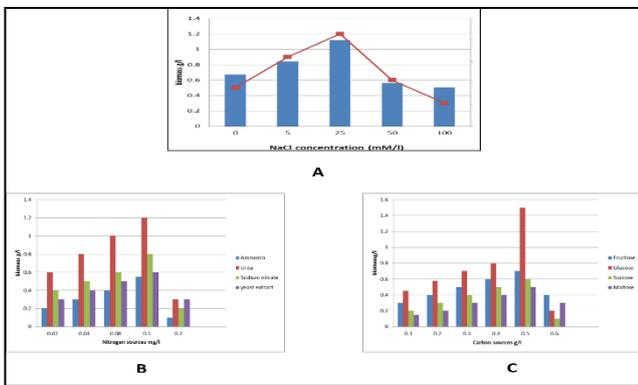 1.4
1.2
1
0.8
0.6
0.4
0.2
0
biomass g/l
0 5 25 50 100
NaCl concentration (mM/l)
A
1.4
1.2
1
0.8
0.6
0.4
0.2
0
biomass g/l
0.02 0.04 0.08 0.1 0.2
Nitrogen sources mg/l
Ammonia
Urea
Sodium nitrate
yeast extract
B
1.6
1.4
1.2
1
0.8
0.6
0.4
0.2
0
0.1 0.2 0.3 0.4 0.5 0.6
Carbon sources g/l
Fructose
Glucose
Sucrose
Maltose
C